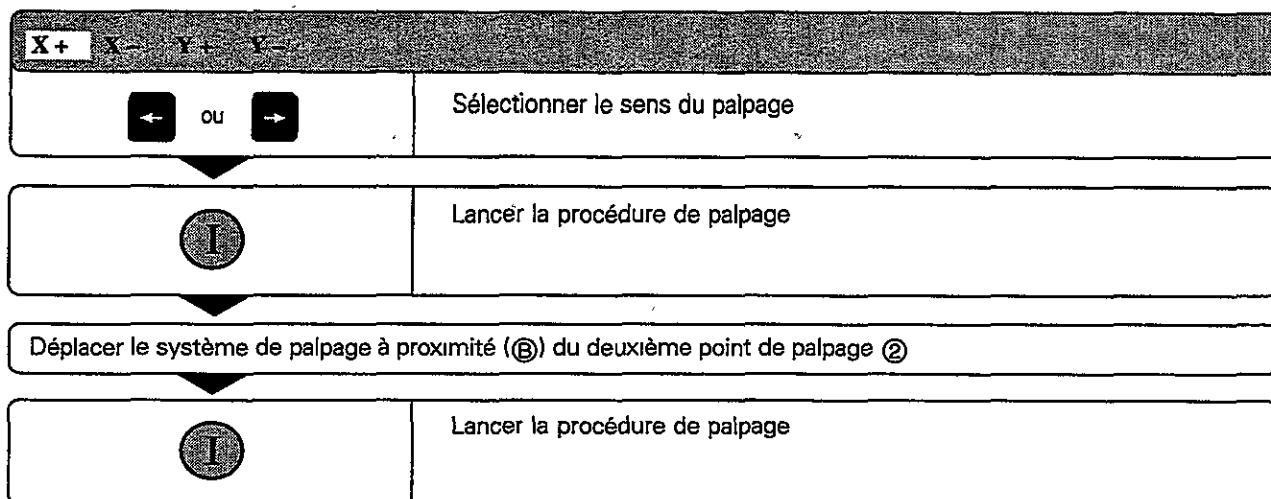 X+ X- Y+ Y-
← ou →
Sélectionner le sens du palpage
I
Lancer la procédure de palpage
Déplacer le système de palpage à proximité (Ⓑ) du deuxième point de palpage ②
I
Lancer la procédure de palpage